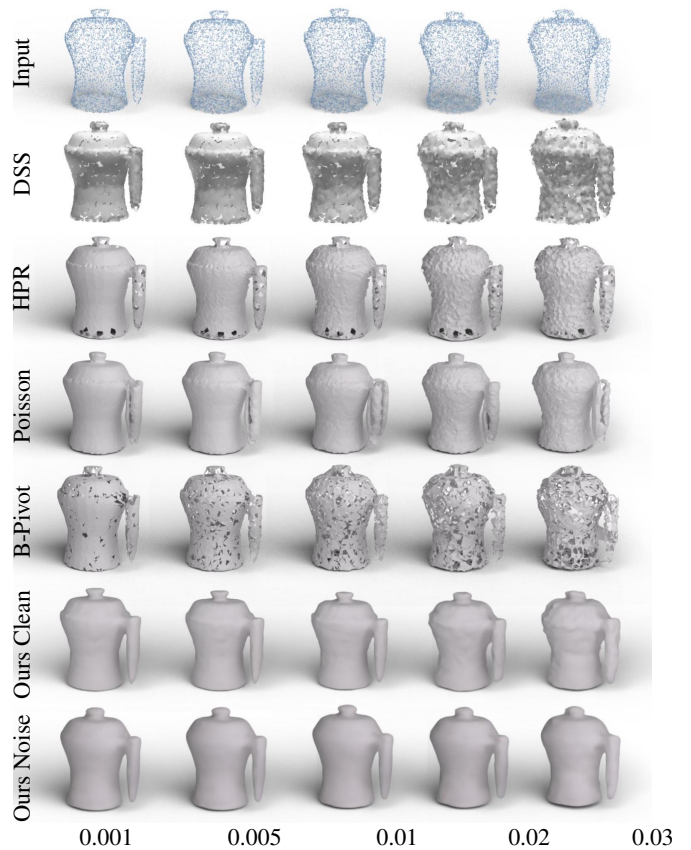 Input
DSS
HPR
Poisson
B-Pivot
Ours Clean
Ours Noise
0.001 0.005 0.01 0.02 0.03